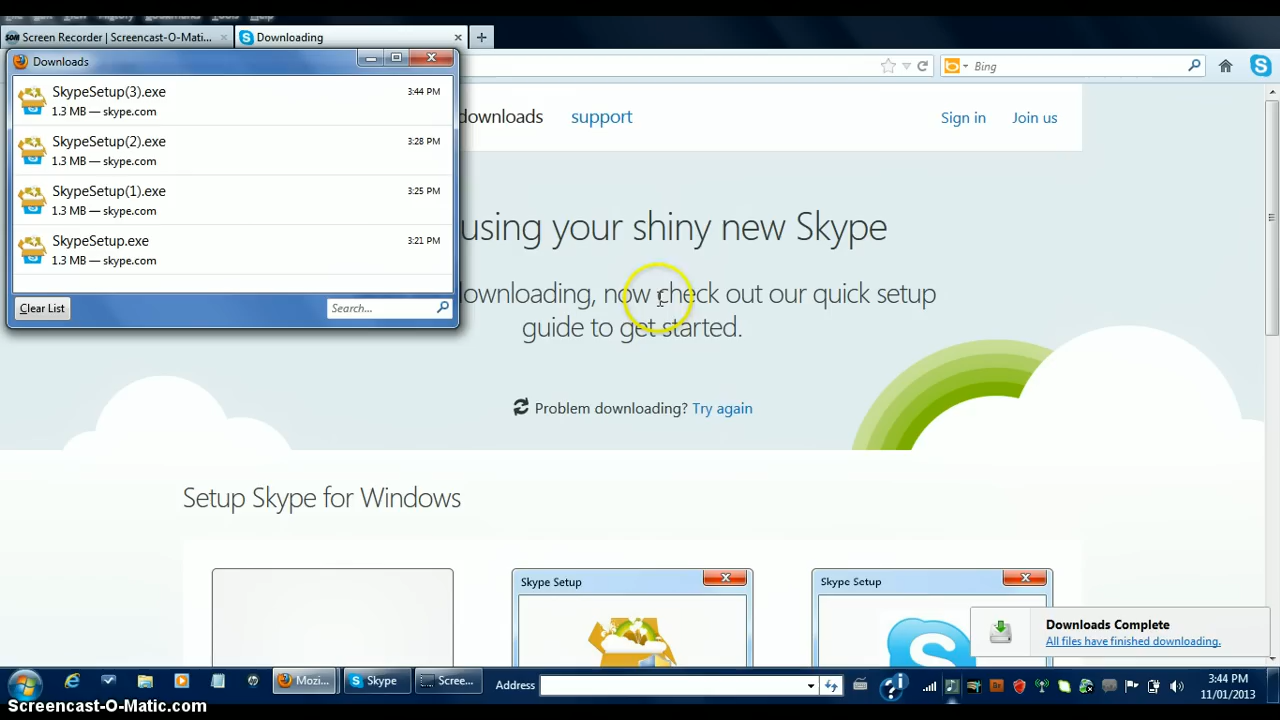 Screen Recorder | Screencast-O-Mati...
Downloading
Downloads
Bing
SkypeSetup(3).exe
3:44 PM
1.3 MB — skype.com
SkypeSetup(2).exe
3:28 PM
1.3 MB — skype.com
SkypeSetup(1).exe
3:25 PM
1.3 MB — skype.com
SkypeSetup.exe
3:21 PM
1.3 MB — skype.com
Clear List
Search...
downloads
support
Sign in
Join us
using your shiny new Skype
downloading, now check out our quick setup
guide to get started.
Problem downloading? Try again
Setup Skype for Windows
Skype Setup
Skype Setup
Downloads Complete
All files have finished downloading.
Mozi...
Skype
Scree...
Address
3:44 PM
11/01/2013
Screencast-O-Matic.com